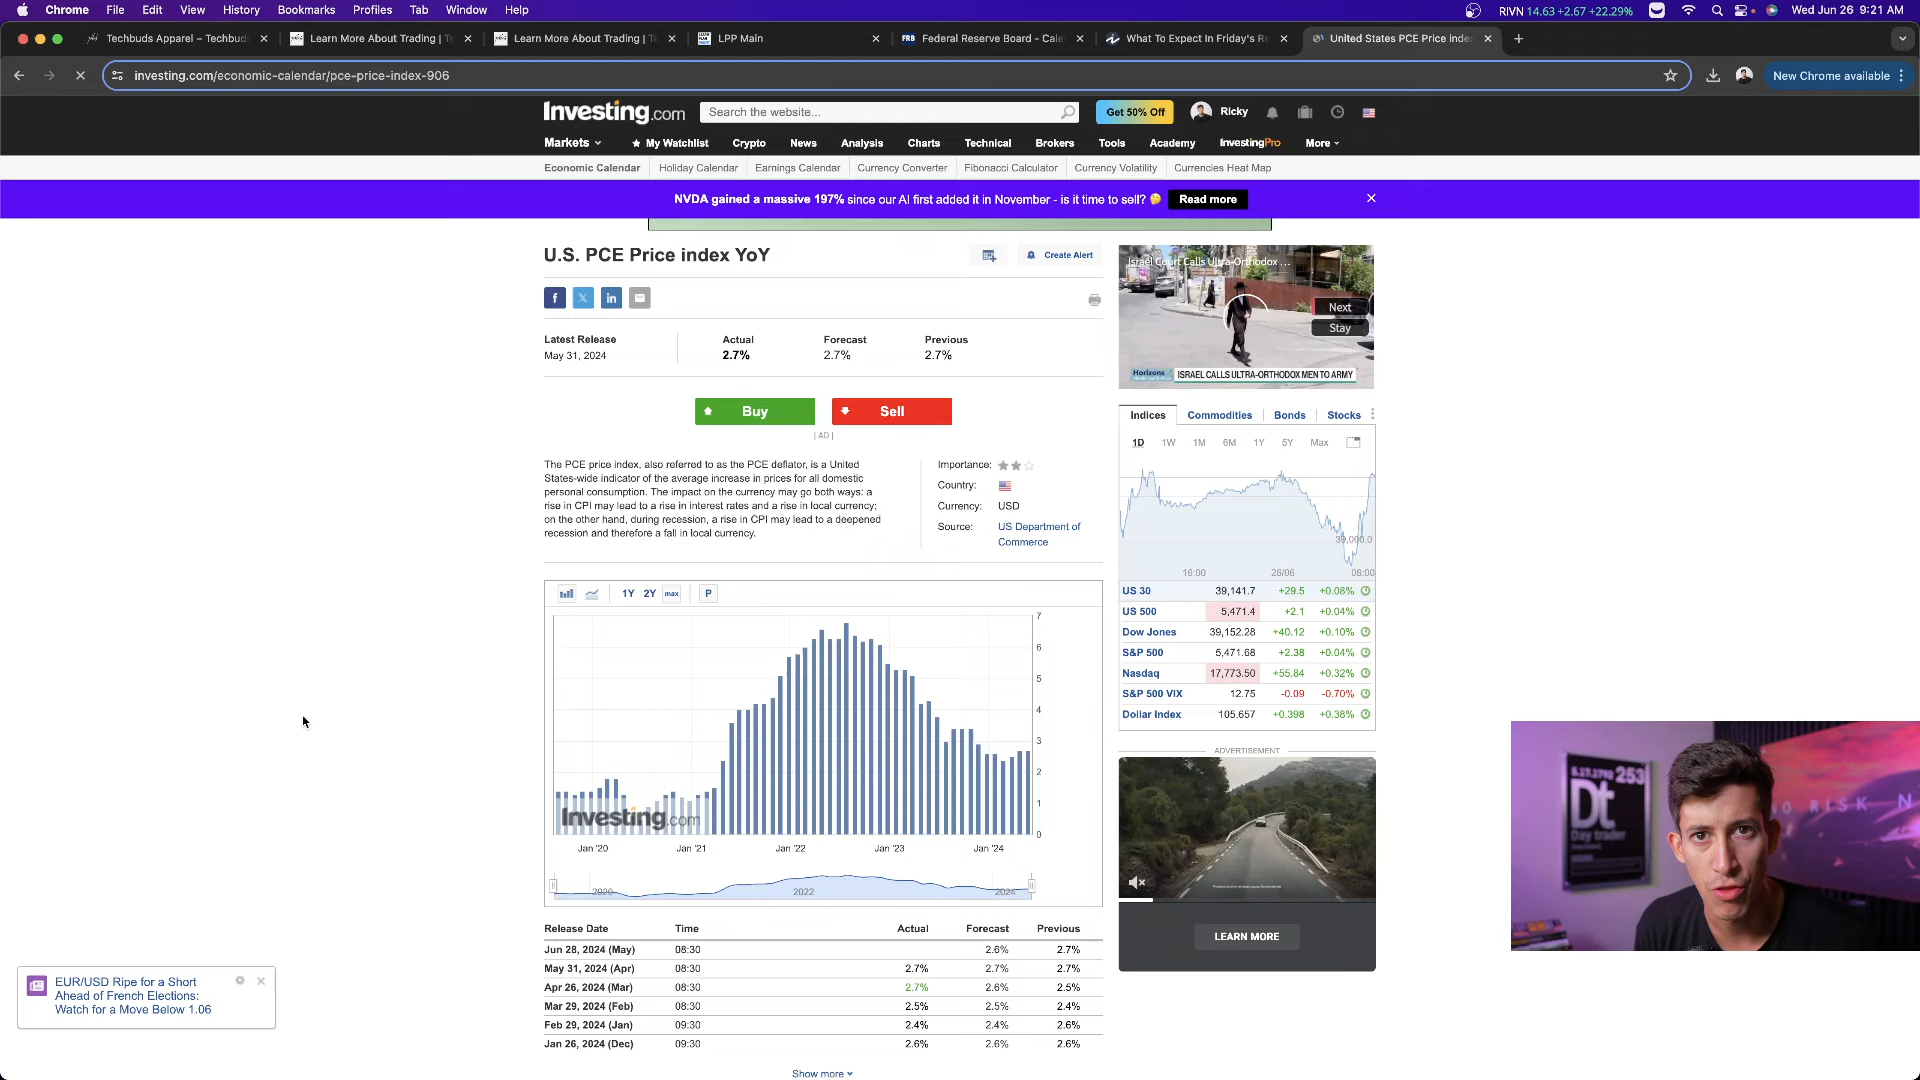 Chrome File Edit View History Bookmarks Profiles Tab Window Help RIVN 14.63 +2.67 +22.29% Wed Jun 26 9:21 AM
Techbuds Apparel – Techbud Learn More About Trading | T Learn More About Trading | T LPP Main FRB Federal Reserve Board - Cale What To Expect In Friday's R United States PCE Price Inde
investing.com/economic-calendar/pce-price-index-906 New Chrome available
Investing.com Search the website... Get 50% Off Ricky
Markets My Watchlist Crypto News Analysis Charts Technical Brokers Tools Academy InvestingPro More
Economic Calendar Holiday Calendar Earnings Calendar Currency Converter Fibonacci Calculator Currency Volatility Currencies Heat Map
NVDA gained a massive 197% since our AI first added it in November - is it time to sell? 🤔 Read more
U.S. PCE Price index YoY
Create Alert
Latest Release Actual Forecast Previous
May 31, 2024 2.7% 2.7% 2.7%
Buy Sell
| AD |
The PCE price index, also referred to as the PCE deflator, is a United
States-wide indicator of the average increase in prices for all domestic
personal consumption. The impact on the currency may go both ways: a
rise in CPI may lead to a rise in interest rates and a rise in local currency;
on the other hand, during recession, a rise in CPI may lead to a deepened
recession and therefore a fall in local currency.
Importance:
Country:
Currency: USD
Source: US Department of
Commerce
1Y 2Y max P
7
6
5
4
3
2
1
0
Investing.com
Jan '20 Jan '21 Jan '22 Jan '23 Jan '24
2020 2022 2024
Release Date Time Actual Forecast Previous
Jun 28, 2024 (May) 08:30 2.6% 2.7%
May 31, 2024 (Apr) 08:30 2.7% 2.7% 2.7%
Apr 26, 2024 (Mar) 08:30 2.7% 2.6% 2.5%
Mar 29, 2024 (Feb) 08:30 2.5% 2.5% 2.4%
Feb 29, 2024 (Jan) 09:30 2.4% 2.4% 2.6%
Jan 26, 2024 (Dec) 09:30 2.6% 2.6% 2.6%
Show more
Israel Court Calls Ultra-Orthodox ...
Next
Stay
Horizons ISRAEL CALLS ULTRA-ORTHODOX MEN TO ARMY
Indices Commodities Bonds Stocks
1D 1W 1M 6M 1Y 5Y Max
39,000.0
16:00 26/06 08:00
US 30 39,141.7 +29.5 +0.08%
US 500 5,471.4 +2.1 +0.04%
Dow Jones 39,152.28 +40.12 +0.10%
S&P 500 5,471.68 +2.38 +0.04%
Nasdaq 17,773.50 +55.84 +0.32%
S&P 500 VIX 12.75 -0.09 -0.70%
Dollar Index 105.657 +0.398 +0.38%
ADVERTISEMENT
LEARN MORE
EUR/USD Ripe for a Short
Ahead of French Elections:
Watch for a Move Below 1.06
253
Dt
Day trader
NO RISK N